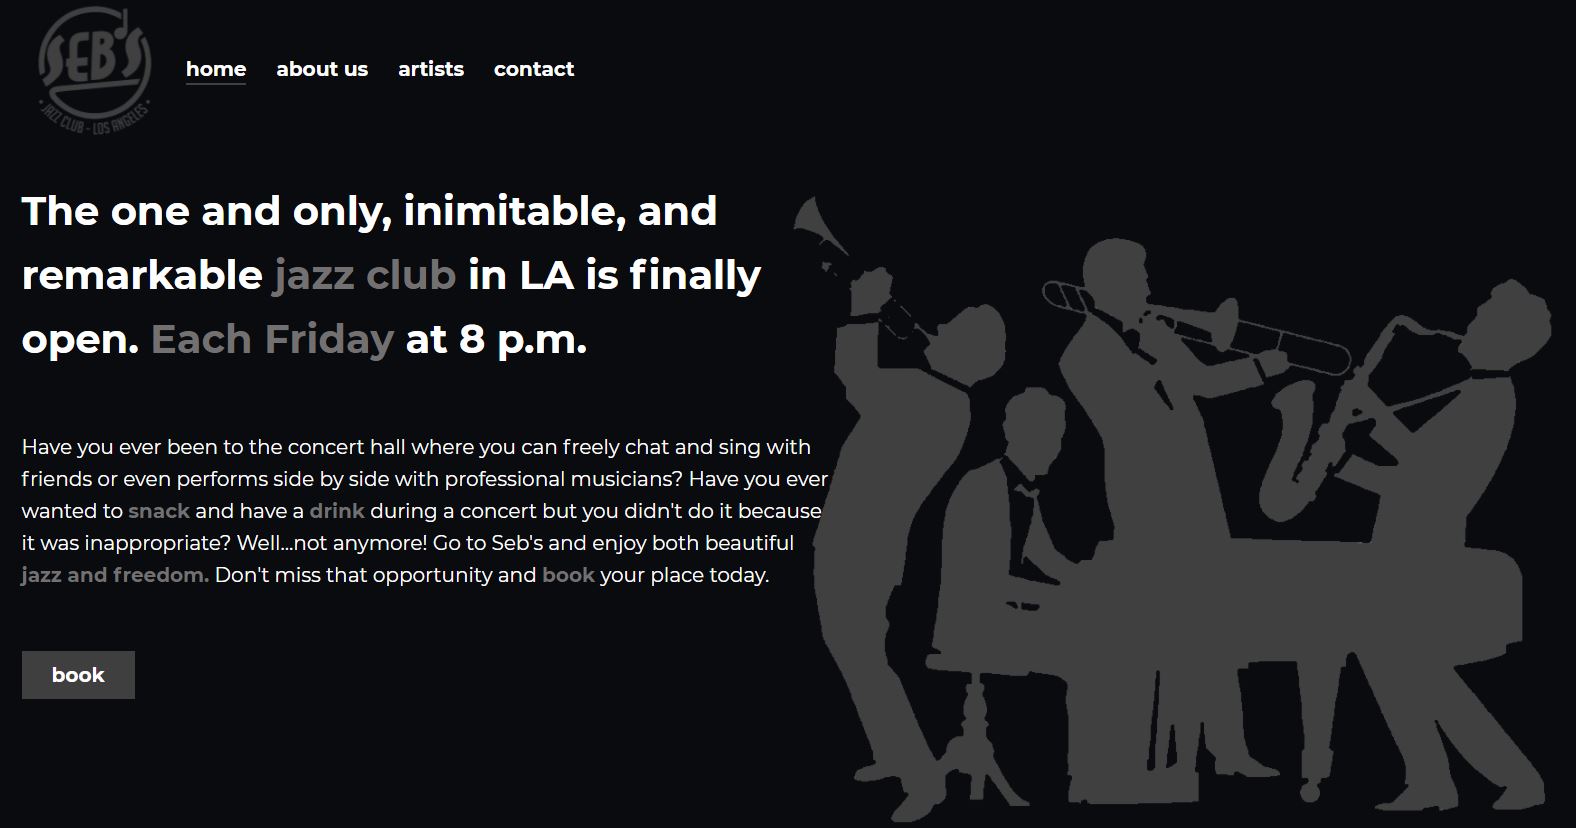 SEB'S
JAZZ CLUB - LOS ANGELES
home about us artists contact
The one and only, inimitable, and
remarkable jazz club in LA is finally
open. Each Friday at 8 p.m.
Have you ever been to the concert hall where you can freely chat and sing with
friends or even performs side by side with professional musicians? Have you ever
wanted to snack and have a drink during a concert but you didn't do it because
it was inappropriate? Well...not anymore! Go to Seb's and enjoy both beautiful
jazz and freedom. Don't miss that opportunity and book your place today.
book